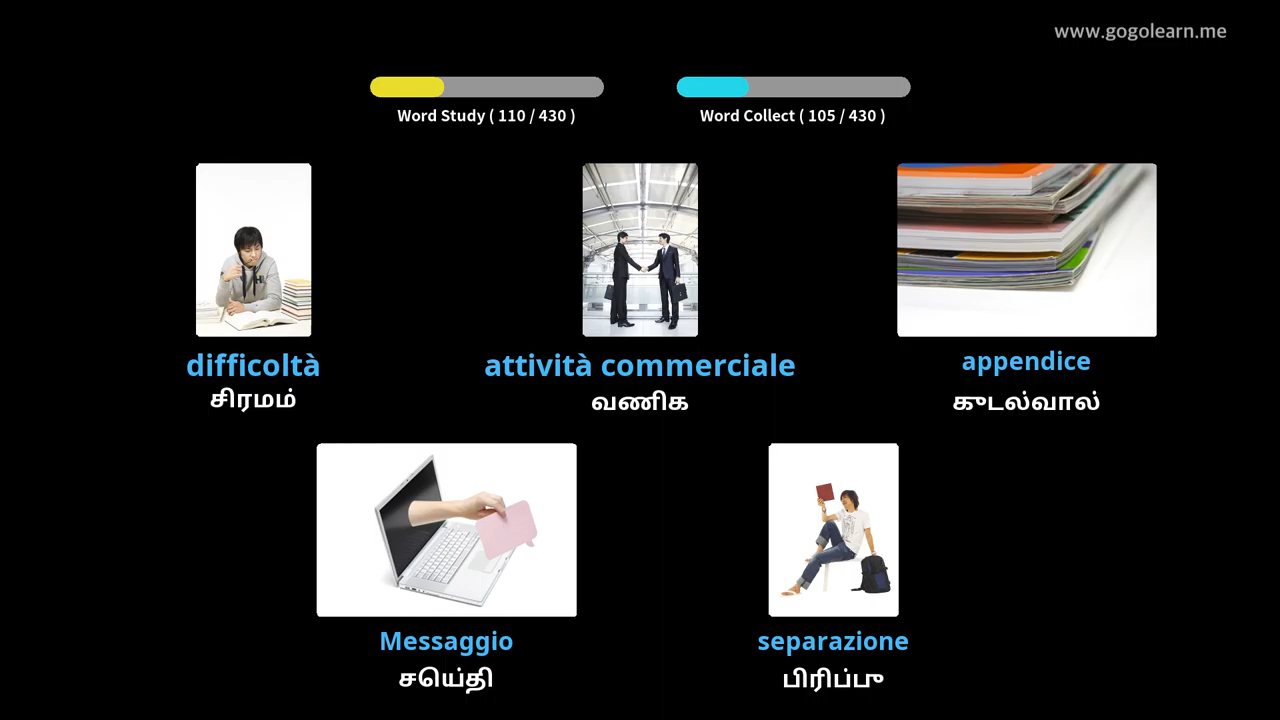 www.gogolearn.me
Word Study ( 110 / 430 )
Word Collect ( 105 / 430 )
difficoltà
சிரமம்
attività commerciale
வணிக
appendice
குடல்வால்
Messaggio
செய்தி
separazione
பிரிப்பு